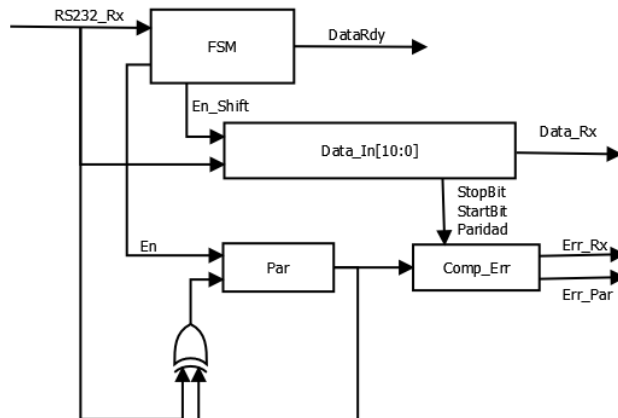 RS232_Rx
FSM
DataRdy
En_Shift
Data_In[10:0]
Data_Rx
StopBit
StartBit
Paridad
En
Par
Comp_Err
Err_Rx
Err_Par